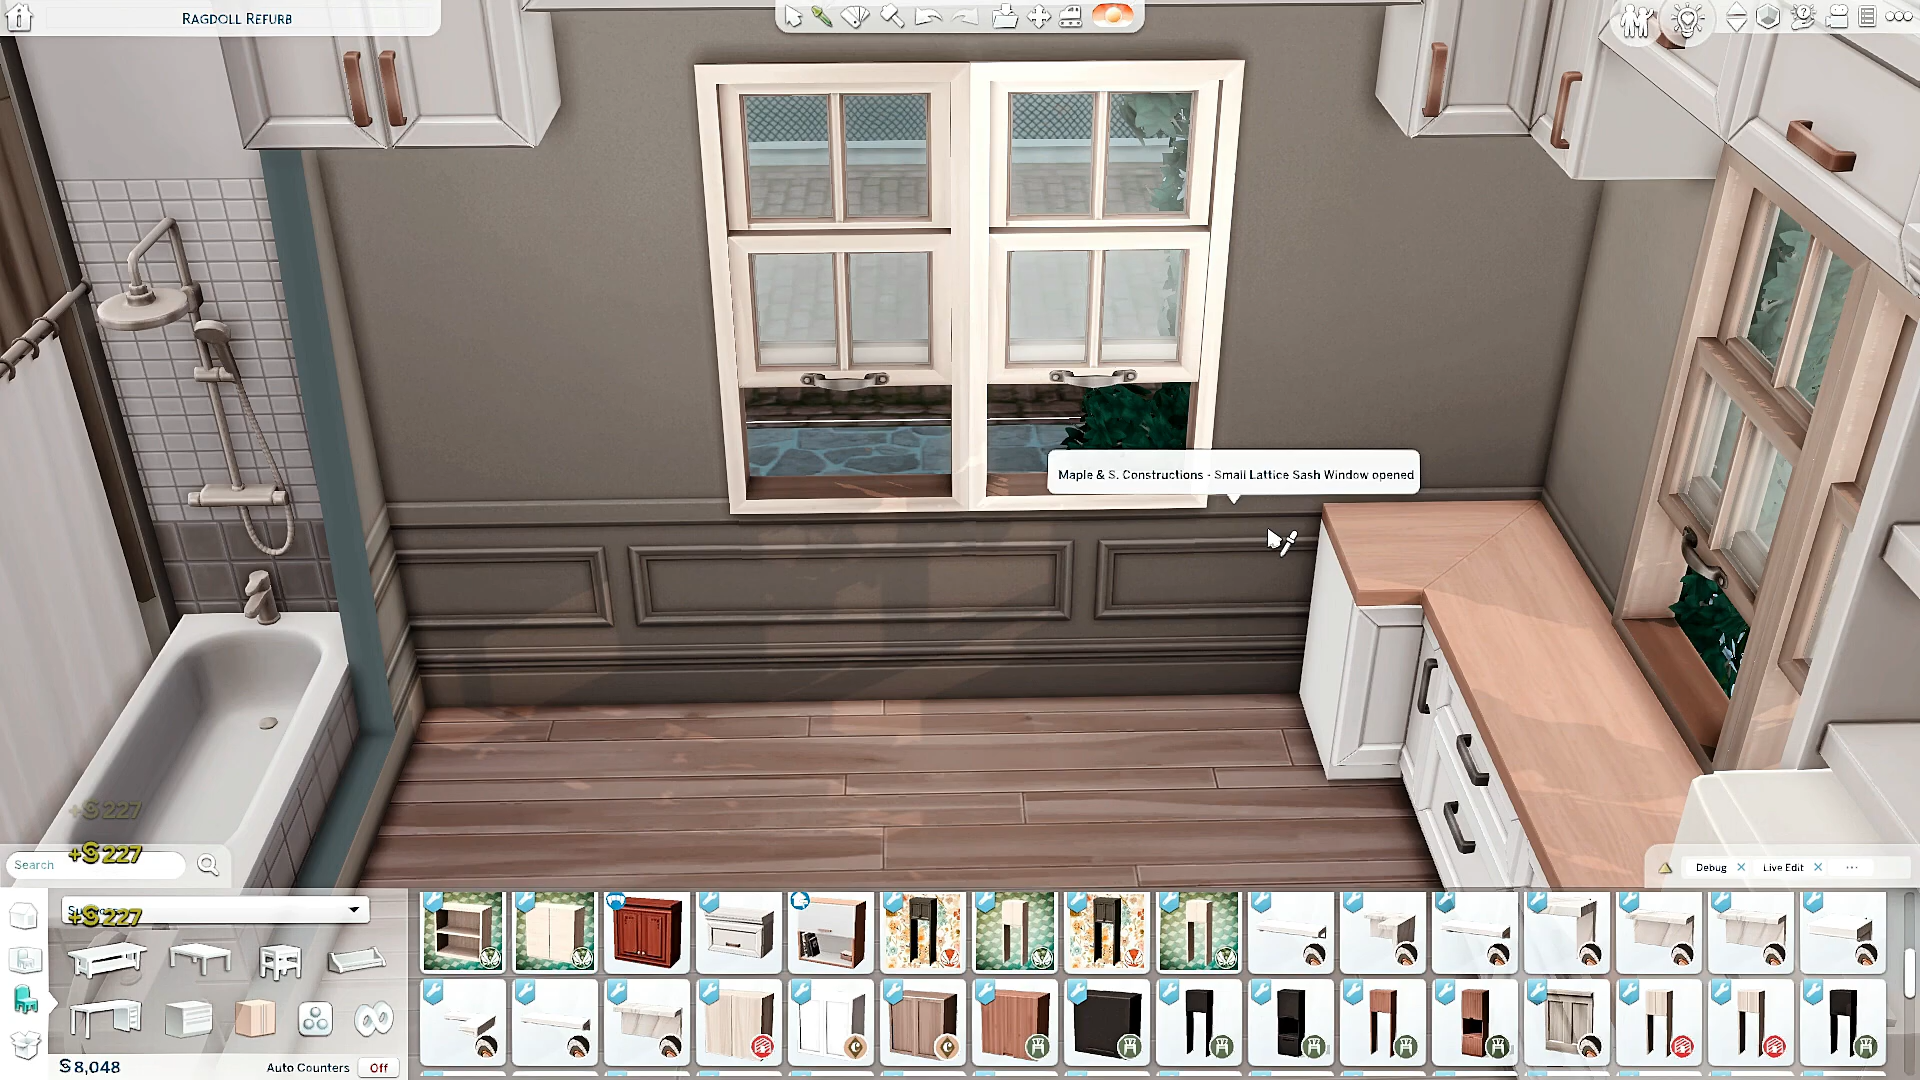 Ragdoll Refurb
Maple & S. Constructions - Small Lattice Sash Window opened
+§227
+§227
Search
+§227
Debug
Live Edit
§8,048
Auto Counters
Off